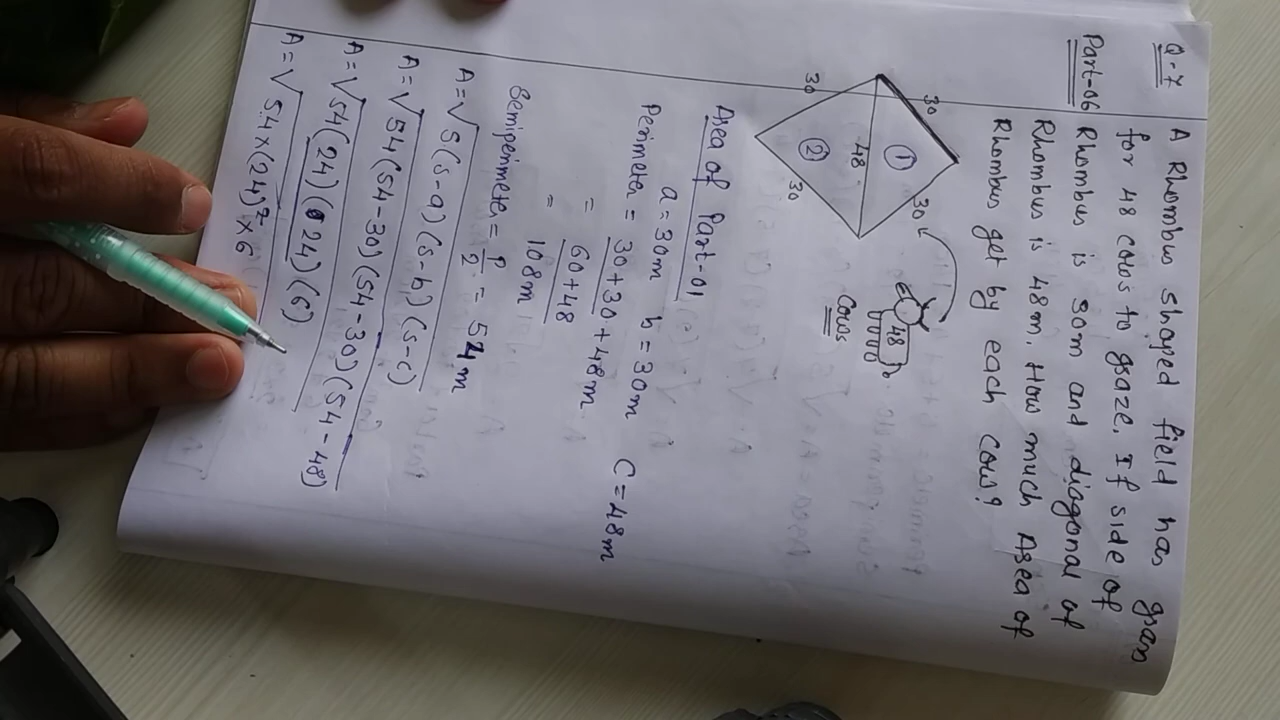 Q-7
Part-06
A Rhombus shaped field has grass
for 48 cows to graze. If side of
Rhombus is 30m and diagonal of
Rhombus is 48m. How much Area of
Rhombus get by each cow?
30
30
①
48
②
30
30
48
Cows
Area of Part-01
a = 30m b = 30m C = 48m
Perimeter = 30+30+48m
= 60+48
= 108m
Semiperimeter = P/2 = 54m
A = √s(s-a)(s-b)(s-c)
A = √54(54-30)(54-30)(54-48)
A = √54(24)(24)(6)
A = √54×(24)²×6